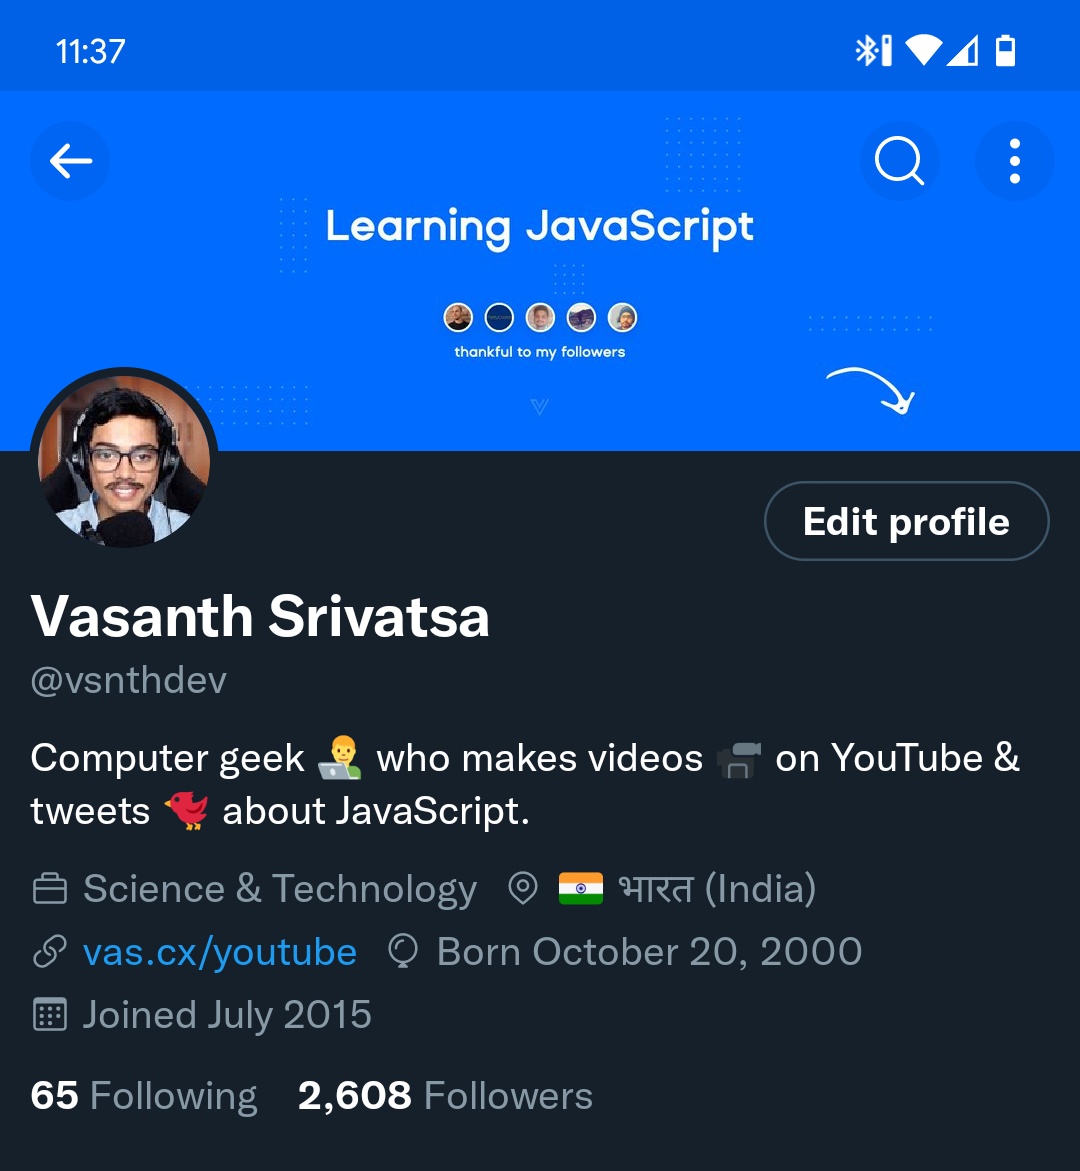 11:37
Learning JavaScript
thankful to my followers
Edit profile
Vasanth Srivatsa
@vsnthdev
Computer geek 👨‍💻 who makes videos 📹 on YouTube &
tweets 🐦 about JavaScript.
Science & Technology 🇮🇳 भारत (India)
vas.cx/youtube Born October 20, 2000
Joined July 2015
65 Following 2,608 Followers